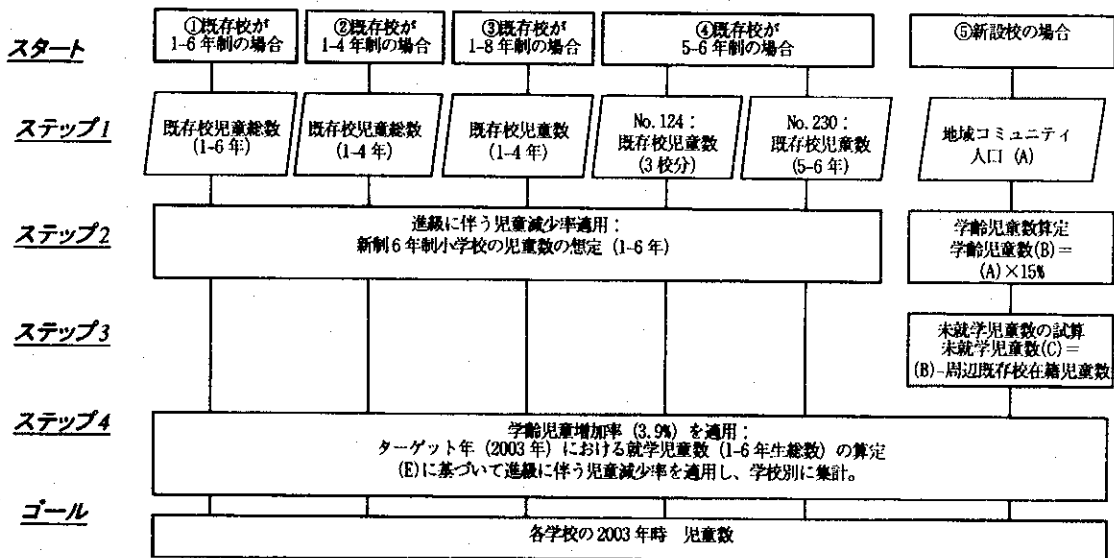 スタート
①既存校が
1-6年制の場合
②既存校が
1-4年制の場合
③既存校が
1-8年制の場合
④既存校が
5-6年制の場合
⑤新設校の場合
ステップ1
既存校児童総数
(1-6年)
既存校児童総数
(1-4年)
既存校児童数
(1-4年)
No.124：
既存校児童数
(3校分)
No.230：
既存校児童数
(5-6年)
地域コミュニティ
人口(A)
ステップ2
進級に伴う児童減少率適用：
新制6年制小学校の児童数の想定(1-6年)
学齢児童数算定
学齢児童数(B)=
(A)×15%
ステップ3
未就学児童数の試算
未就学児童数(C)=
(B)-周辺既存校在籍児童数
ステップ4
学齢児童増加率(3.9%)を適用：
ターゲット年(2003年)における就学児童数(1-6年生総数)の算定
(E)に基づいて進級に伴う児童減少率を適用し、学校別に集計。
ゴール
各学校の2003年時 児童数